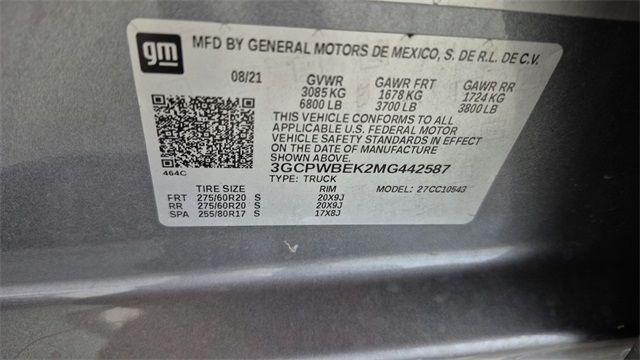 gm
MFD BY GENERAL MOTORS DE MEXICO, S. DE R.L. DE C.V.
08/21 GVWR GAWR FRT GAWR RR
3085 KG 1678 KG 1724 KG
6800 LB 3700 LB 3800 LB
THIS VEHICLE CONFORMS TO ALL
APPLICABLE U.S. FEDERAL MOTOR
VEHICLE SAFETY STANDARDS IN EFFECT
ON THE DATE OF MANUFACTURE
SHOWN ABOVE.
464C
3GCPWBEK2MG442587
TYPE: TRUCK MODEL: 27CC10543
TIRE SIZE RIM
FRT 275/60R20 S 20X9J
RR 275/60R20 S 20X9J
SPA 255/80R17 S 17X8J